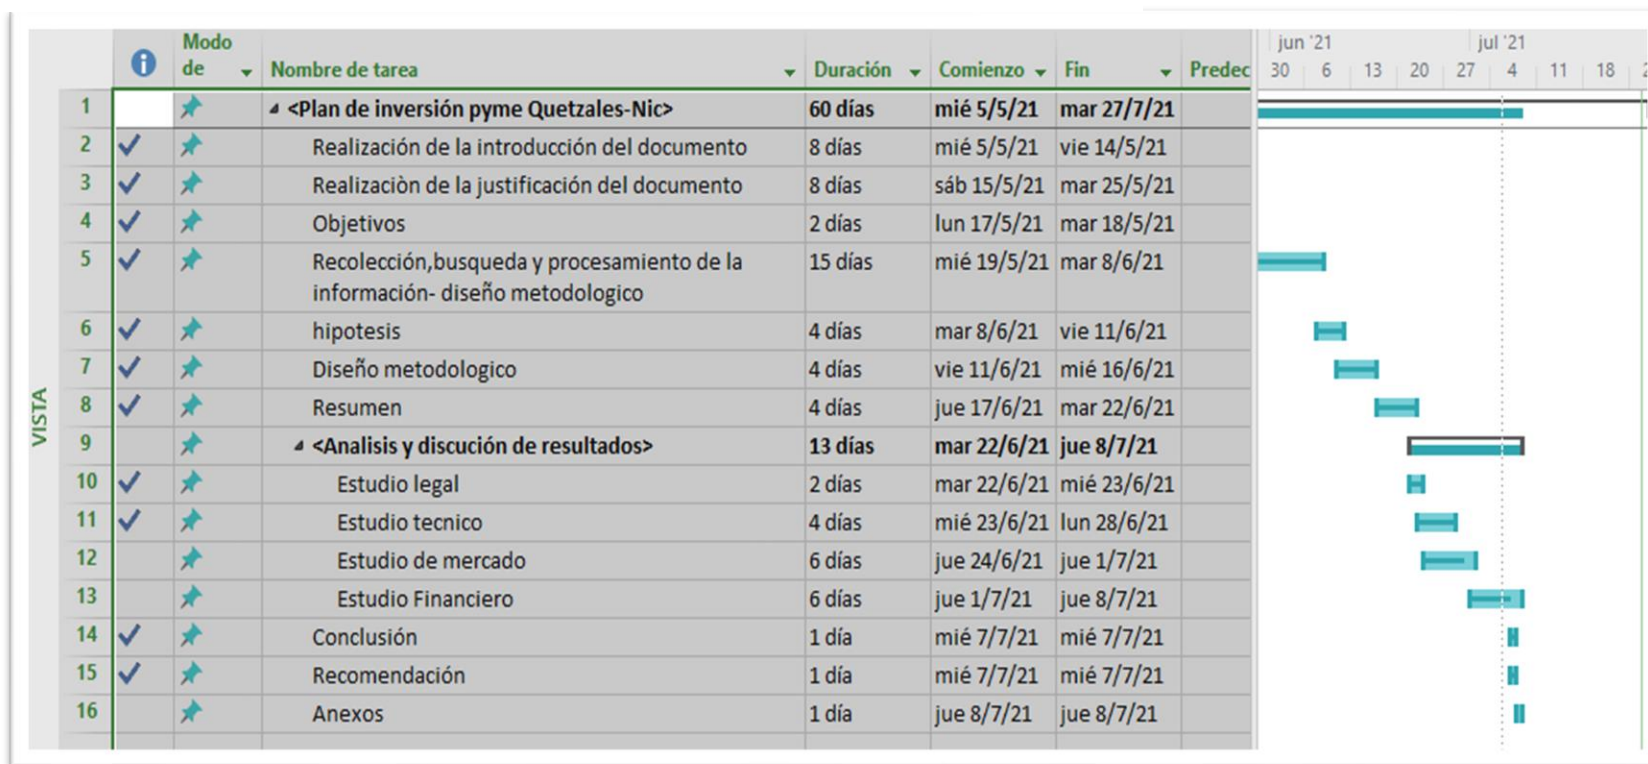 Modo de
Nombre de tarea
Duración
Comienzo
Fin
Predec
jun '21
jul '21
30 6 13 20 27 4 11 18
1 <Plan de inversión pyme Quetzales-Nic> 60 días mié 5/5/21 mar 27/7/21
2 Realización de la introducción del documento 8 días mié 5/5/21 vie 14/5/21
3 Realizaciòn de la justificación del documento 8 días sáb 15/5/21 mar 25/5/21
4 Objetivos 2 días lun 17/5/21 mar 18/5/21
5 Recolección,busqueda y procesamiento de la 15 días mié 19/5/21 mar 8/6/21
información- diseño metodologico
6 hipotesis 4 días mar 8/6/21 vie 11/6/21
7 Diseño metodologico 4 días vie 11/6/21 mié 16/6/21
8 Resumen 4 días jue 17/6/21 mar 22/6/21
9 <Analisis y discución de resultados> 13 días mar 22/6/21 jue 8/7/21
10 Estudio legal 2 días mar 22/6/21 mié 23/6/21
11 Estudio tecnico 4 días mié 23/6/21 lun 28/6/21
12 Estudio de mercado 6 días jue 24/6/21 jue 1/7/21
13 Estudio Financiero 6 días jue 1/7/21 jue 8/7/21
14 Conclusión 1 día mié 7/7/21 mié 7/7/21
15 Recomendación 1 día mié 7/7/21 mié 7/7/21
16 Anexos 1 día jue 8/7/21 jue 8/7/21
VISTA